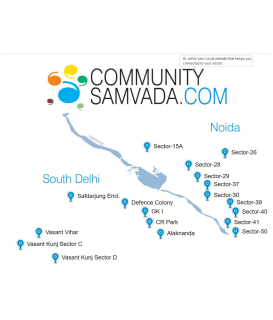 Hi, we're your Local website that keeps you
connected to your sector
COMMUNITY
SAMVADA.COM
Noida
Sector-15A
Sector-26
Sector-28
Sector-29
Sector-37
South Delhi
Sector-30
Safdarjung Encl.
Defence Colony
Sector-39
GK I
Sector-40
CR Park
Sector-41
Vasant Vihar
Alaknanda
Sector-50
Vasant Kunj Sector C
Vasant Kunj Sector D